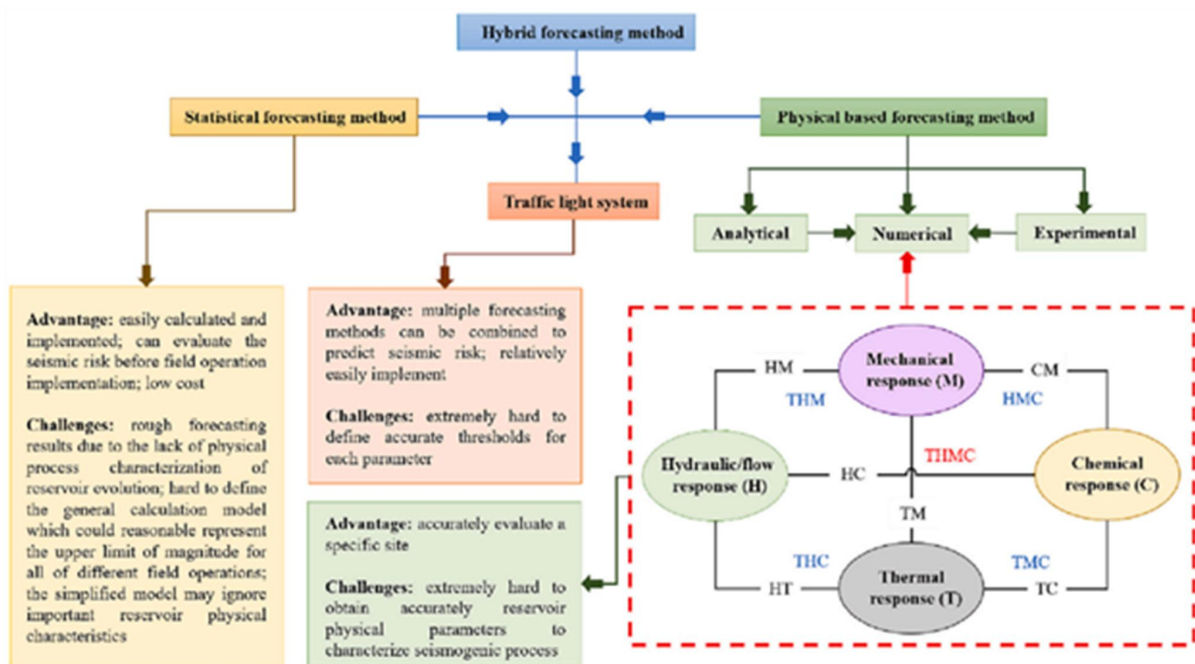 Hybrid forecasting method
Statistical forecasting method
Physical based forecasting method
Traffic light system
Analytical
Numerical
Experimental
Advantage: easily calculated and
implemented; can evaluate the
seismic risk before field operation
implementation; low cost
Challenges: rough forecasting
results due to the lack of physical
process characterization of
reservoir evolution; hard to define
the general calculation model
which could reasonable represent
the upper limit of magnitude for
all of different field operations;
the simplified model may ignore
important reservoir physical
characteristics
Advantage: multiple forecasting
methods can be combined to
predict seismic risk; relatively
easily implement
Challenges: extremely hard to
define accurate thresholds for
each parameter
Advantage: accurately evaluate a
specific site
Challenges: extremely hard to
obtain accurately reservoir
physical parameters to
characterize seismogenic process
Mechanical
response (M)
HM
CM
THM
HMC
Hydraulic/flow
response (H)
THMC
HC
Chemical
response (C)
TM
THC
TMC
HT
Thermal
response (T)
TC